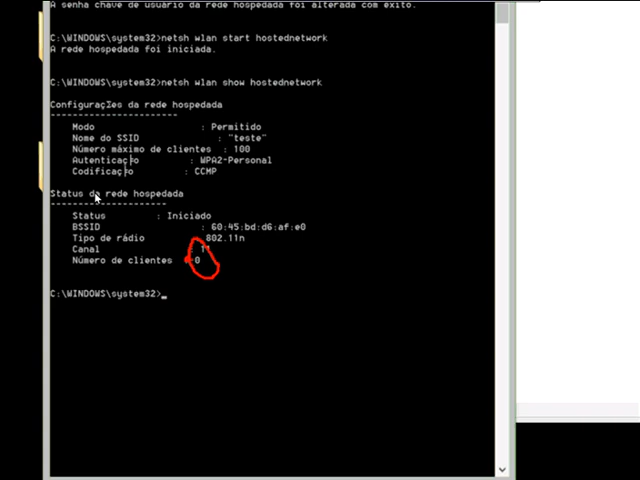 A senha chave de usuário da rede hospedada foi alterada com êxito.
C:\WINDOWS\system32>netsh wlan start hostednetwork
A rede hospedada foi iniciada.
C:\WINDOWS\system32>netsh wlan show hostednetwork
ConfiguraçΣes da rede hospedada
-----------------------
Modo : Permitido
Nome do SSID : "teste"
Número máximo de clientes : 100
Autenticação : WPA2-Personal
Codificação : CCMP
Status da rede hospedada
---------------------
Status : Iniciado
BSSID : 60:45:bd:d6:af:e0
Tipo de rádio : 802.11n
Canal : 11
Número de clientes : 0
C:\WINDOWS\system32>_